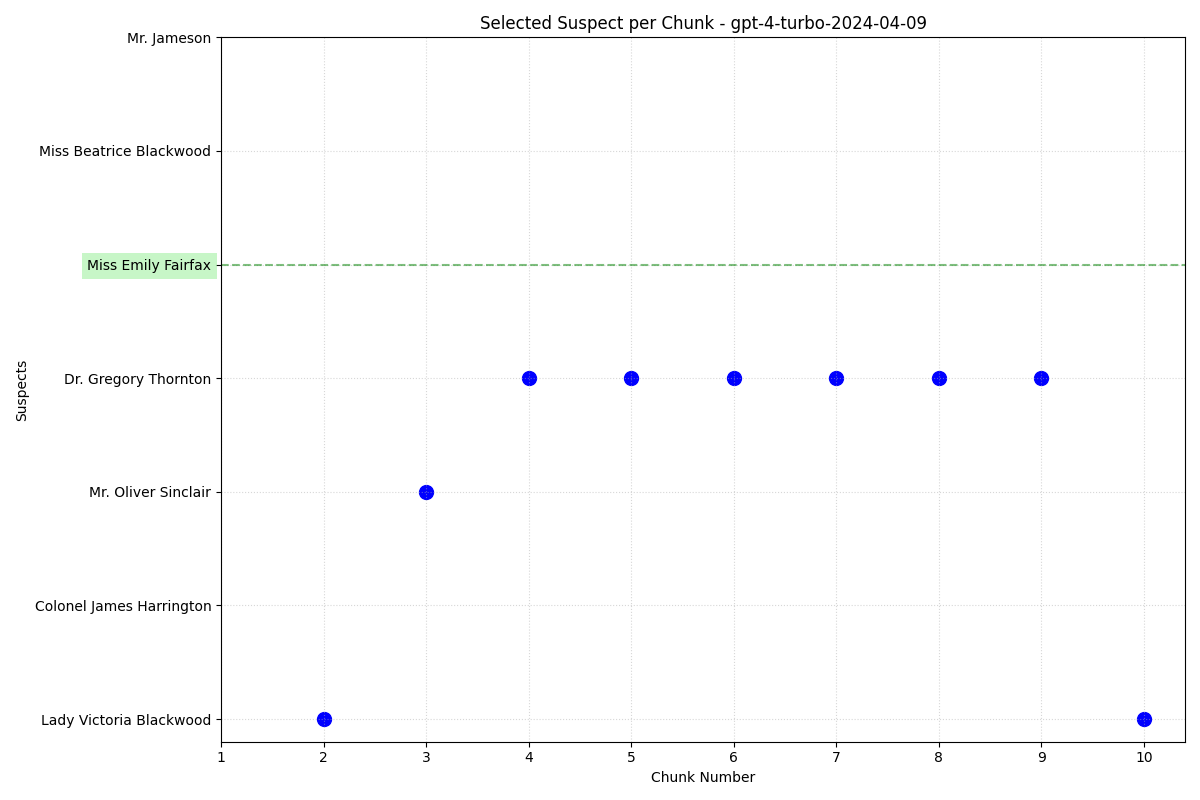 Selected Suspect per Chunk - gpt-4-turbo-2024-04-09
Mr. Jameson
Miss Beatrice Blackwood
Miss Emily Fairfax
Dr. Gregory Thornton
Mr. Oliver Sinclair
Colonel James Harrington
Lady Victoria Blackwood
Suspects
1 2 3 4 5 6 7 8 9 10
Chunk Number